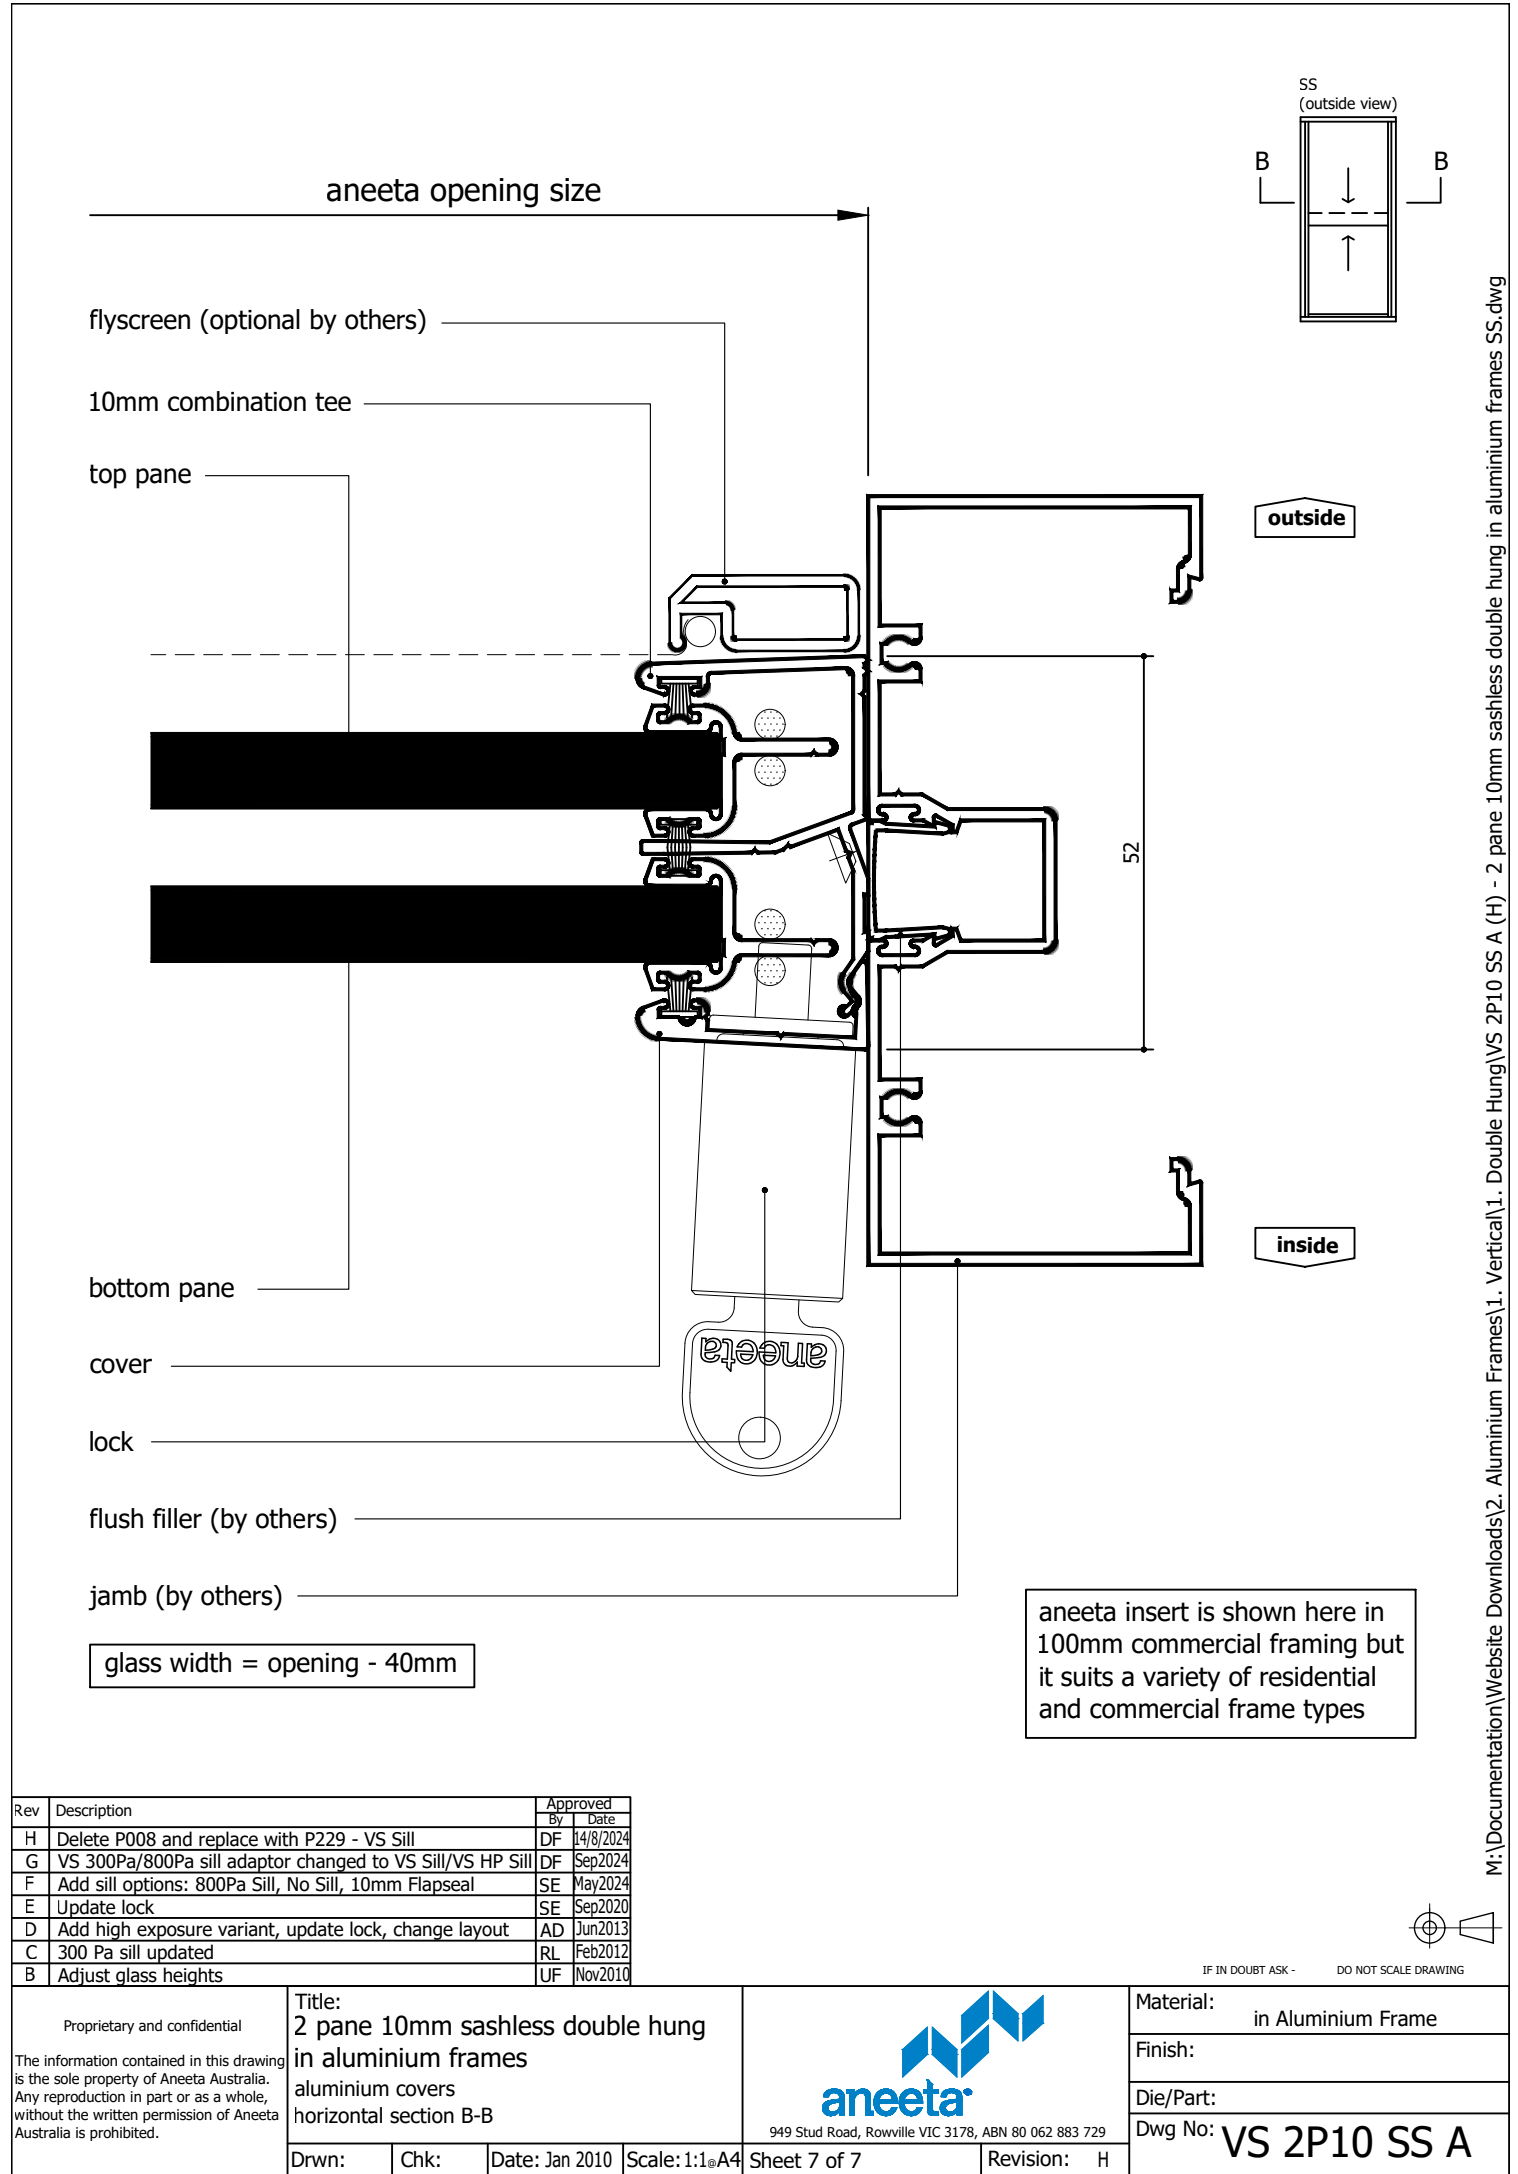 SS
(outside view)
B B
aneeta opening size
flyscreen (optional by others)
10mm combination tee
top pane
outside
52
inside
bottom pane
cover
aneeta
lock
flush filler (by others)
jamb (by others)
glass width = opening - 40mm
aneeta insert is shown here in
100mm commercial framing but
it suits a variety of residential
and commercial frame types
M:\Documentation\Website Downloads\2. Aluminium Frames\1. Vertical\1. Double Hung\VS 2P10 SS A (H) - 2 pane 10mm sashless double hung in aluminium frames SS.dwg
Rev Description Approved
By Date
H Delete P008 and replace with P229 - VS Sill DF 14/8/2024
G VS 300Pa/800Pa sill adaptor changed to VS Sill/VS HP Sill DF Sep2024
F Add sill options: 800Pa Sill, No Sill, 10mm Flapseal SE May2024
E Update lock SE Sep2020
D Add high exposure variant, update lock, change layout AD Jun2013
C 300 Pa sill updated RL Feb2012
B Adjust glass heights UF Nov2010
IF IN DOUBT ASK - DO NOT SCALE DRAWING
Proprietary and confidential
The information contained in this drawing
is the sole property of Aneeta Australia.
Any reproduction in part or as a whole,
without the written permission of Aneeta
Australia is prohibited.
Title:
2 pane 10mm sashless double hung
in aluminium frames
aluminium covers
horizontal section B-B
Drwn: Chk: Date: Jan 2010 Scale: 1:1@A4
aneeta
949 Stud Road, Rowville VIC 3178, ABN 80 062 883 729
Sheet 7 of 7 Revision: H
Material:
in Aluminium Frame
Finish:
Die/Part:
Dwg No: VS 2P10 SS A